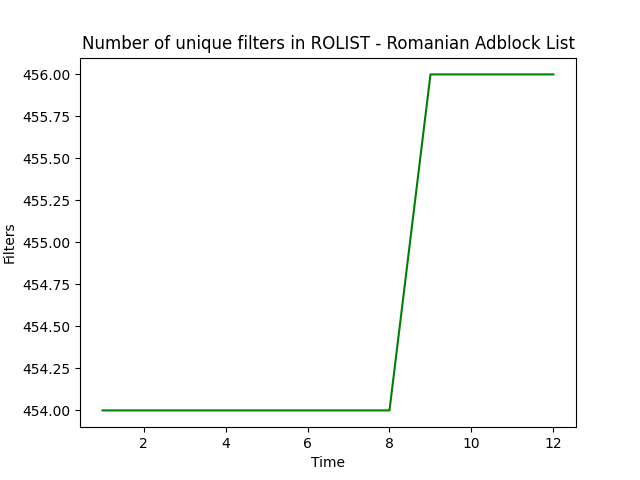 Number of unique filters in ROLIST - Romanian Adblock List
456.00
455.75
455.50
455.25
455.00
454.75
454.50
454.25
454.00
Filters
2 4 6 8 10 12
Time